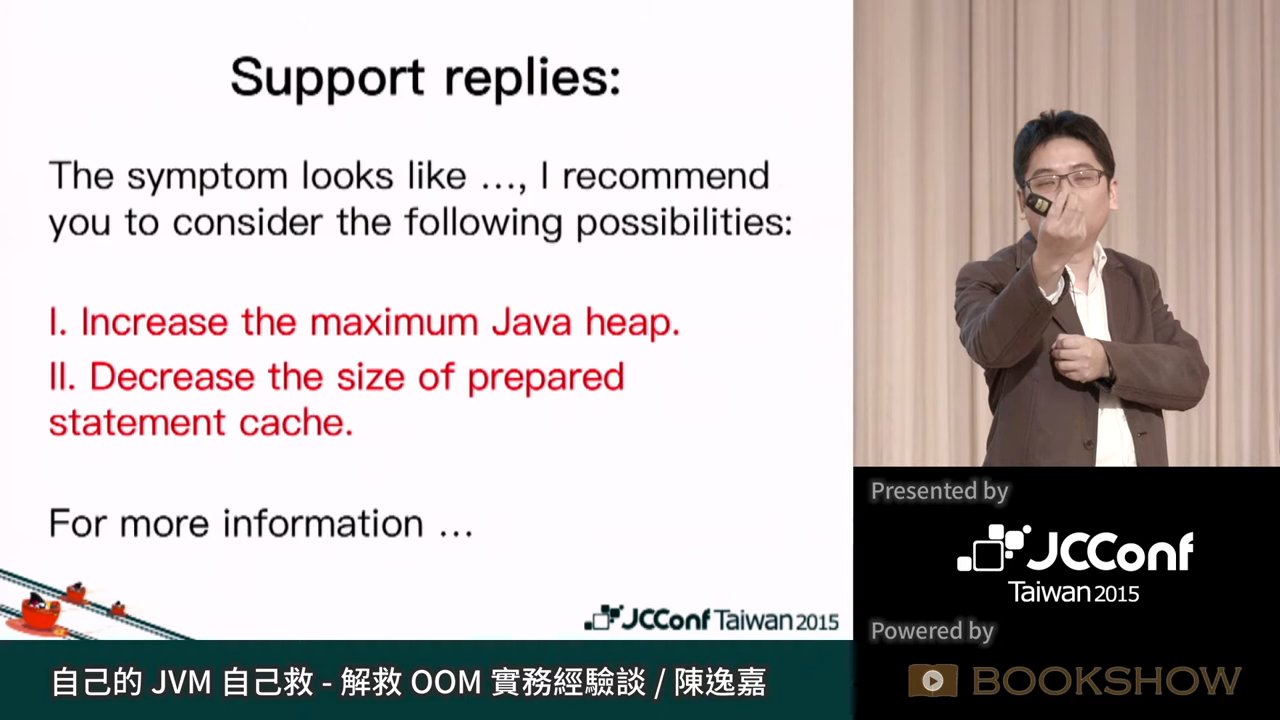 Support replies:
The symptom looks like ..., I recommend
you to consider the following possibilities:
I. Increase the maximum Java heap.
II. Decrease the size of prepared
statement cache.
For more information ...
JCConf Taiwan 2015
自己的 JVM 自己救 - 解救 OOM 實務經驗談 / 陳逸嘉
Presented by
JCConf
Taiwan 2015
Powered by
BOOKSHOW